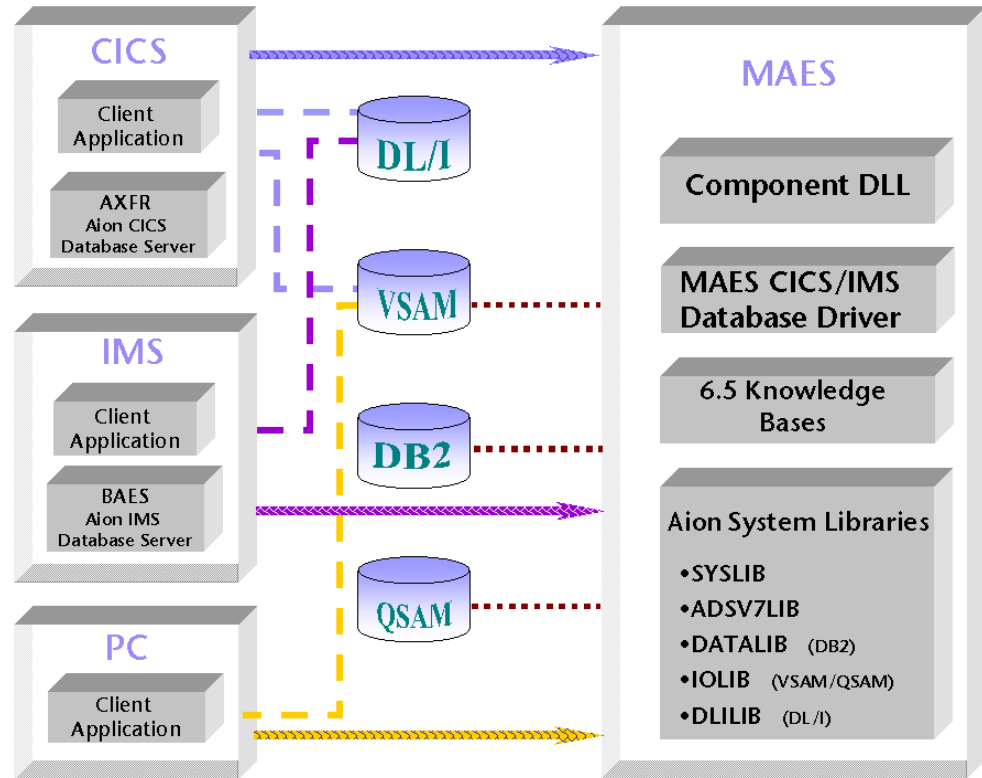 CICS
Client
Application
AXFR
Aion CICS
Database Server
IMS
Client
Application
BAES
Aion IMS
Database Server
PC
Client
Application
DL/I
VSAM
DB2
QSAM
MAES
Component DLL
MAES CICS/IMS
Database Driver
6.5 Knowledge
Bases
Aion System Libraries
•SYSLIB
•ADSV7LIB
•DATALIB (DB2)
•IOLIB (VSAM/QSAM)
•DLILIB (DL/I)